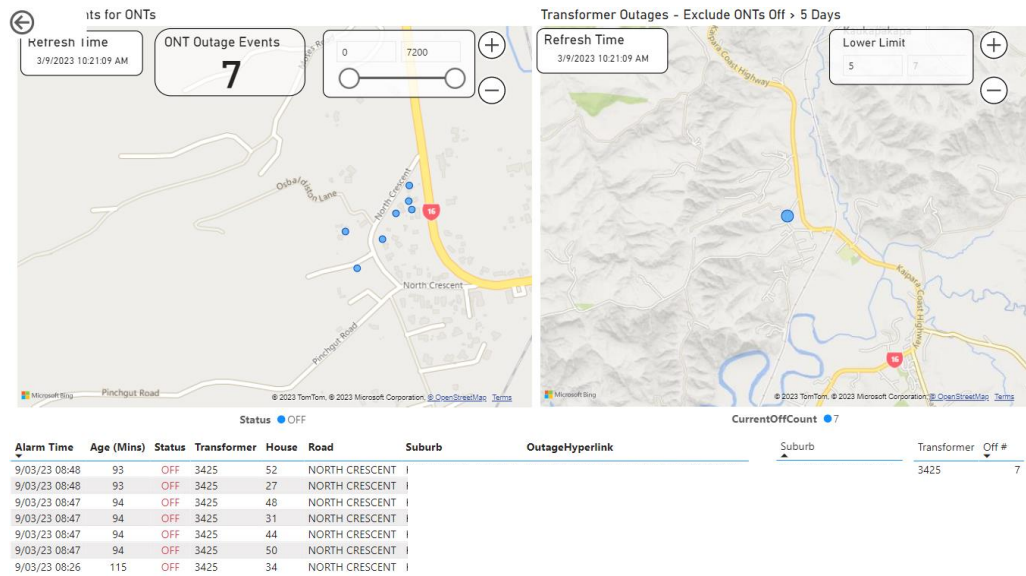 nts for ONTs
Refresh Time
3/9/2023 10:21:09 AM
ONT Outage Events
7
0 7200
Osbaldiston Lane
North Crescent
16
North Crescent
Pinchgut Road
Pinchgut Road
Microsoft Bing
© 2023 TomTom, © 2023 Microsoft Corporation, © OpenStreetMap Terms
Status OFF
Transformer Outages - Exclude ONTs Off > 5 Days
Refresh Time
3/9/2023 10:21:09 AM
Lower Limit
5 7
Kaukapakapa
Kaipara Coast Highway
Kaipara Coast Highway
16
Microsoft Bing
© 2023 TomTom, © 2023 Microsoft Corporation, © OpenStreetMap Terms
CurrentOffCount 7
Alarm Time Age (Mins) Status Transformer House Road Suburb OutageHyperlink
9/03/23 08:48 93 OFF 3425 52 NORTH CRESCENT
9/03/23 08:48 93 OFF 3425 27 NORTH CRESCENT
9/03/23 08:47 94 OFF 3425 48 NORTH CRESCENT
9/03/23 08:47 94 OFF 3425 31 NORTH CRESCENT
9/03/23 08:47 94 OFF 3425 44 NORTH CRESCENT
9/03/23 08:47 94 OFF 3425 50 NORTH CRESCENT
9/03/23 08:26 115 OFF 3425 34 NORTH CRESCENT
Suburb
Transformer Off #
3425 7